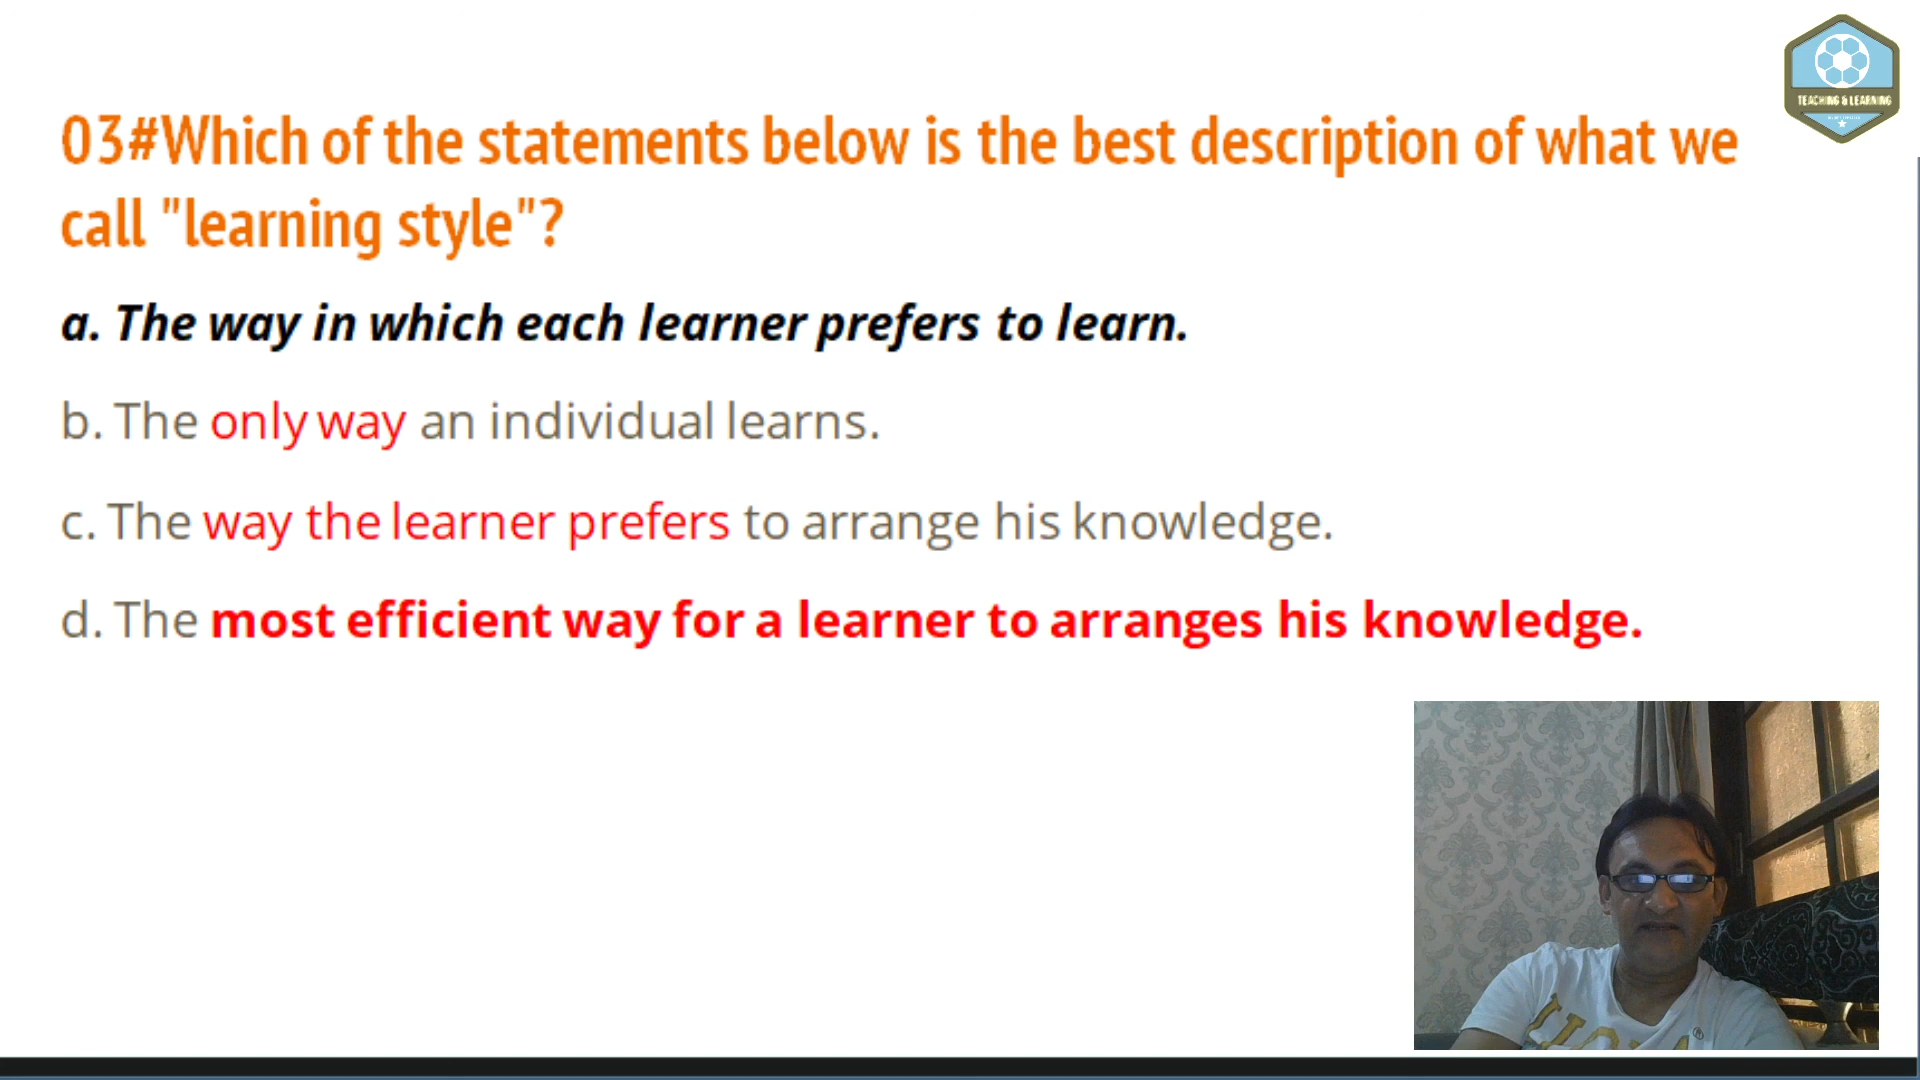 TEACHING & LEARNING
03#Which of the statements below is the best description of what we
call "learning style"?
a. The way in which each learner prefers to learn.
b. The only way an individual learns.
c. The way the learner prefers to arrange his knowledge.
d. The most efficient way for a learner to arranges his knowledge.